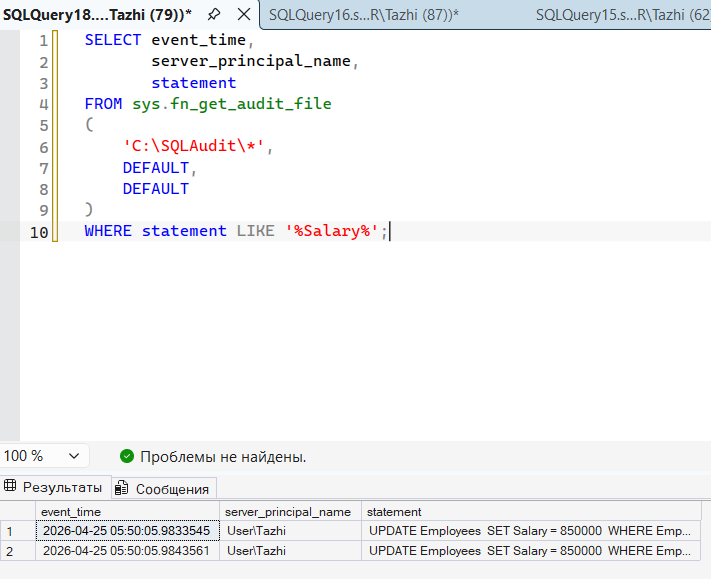 SQLQuery18....Tazhi (79))* SQLQuery16.s...R\Tazhi (87))* SQLQuery15.s...R\Tazhi (62
1 SELECT event_time,
2 server_principal_name,
3 statement
4 FROM sys.fn_get_audit_file
5 (
6 'C:\SQLAudit\*',
7 DEFAULT,
8 DEFAULT
9 )
10 WHERE statement LIKE '%Salary%';
100 % Проблемы не найдены.
Результаты Сообщения
event_time server_principal_name statement
1 2026-04-25 05:50:05.9833545 User\Tazhi UPDATE Employees SET Salary = 850000 WHERE Emp...
2 2026-04-25 05:50:05.9843561 User\Tazhi UPDATE Employees SET Salary = 850000 WHERE Emp...